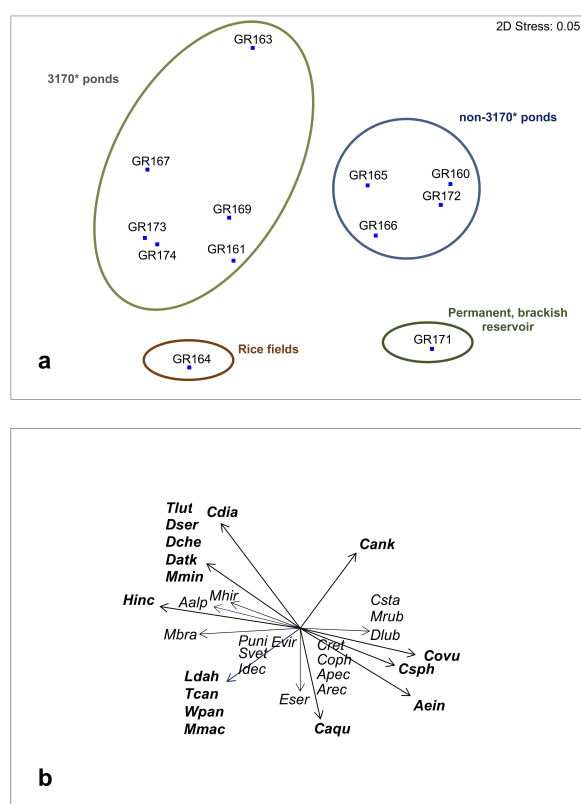 2D Stress: 0.05
GR163
3170* ponds
non-3170* ponds
GR167
GR165
GR160
GR172
GR169
GR166
GR173
GR174
GR161
Permanent, brackish
reservoir
GR171
Rice fields
GR164
a
Tlut
Cdia
Dser
Dche
Cank
Datk
Mmin
Hinc
Aalp
Mhir
Csta
Mrub
Mbra
Dlub
Puni Evir
Cret
Svet
Coph
Covu
Idec
Apec
Csph
Ldah
Arec
Tcan
Eser
Aein
Wpan
Caqu
Mmac
b